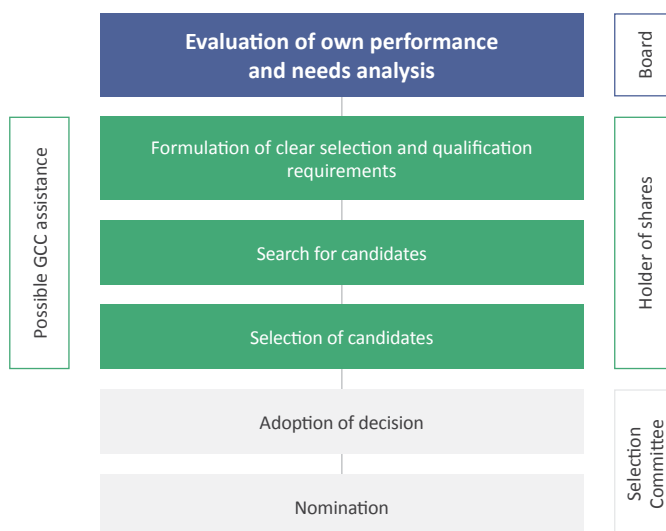 Evaluation of own performance
and needs analysis
Board
Possible GCC assistance
Formulation of clear selection and qualification
requirements
Search for candidates
Selection of candidates
Holder of shares
Adoption of decision
Nomination
Selection
Committee